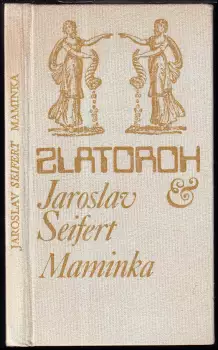 JAROSLAV SEIFERT MAMINKA
ZLATOROH
Jaroslav &
Seifert
Maminka